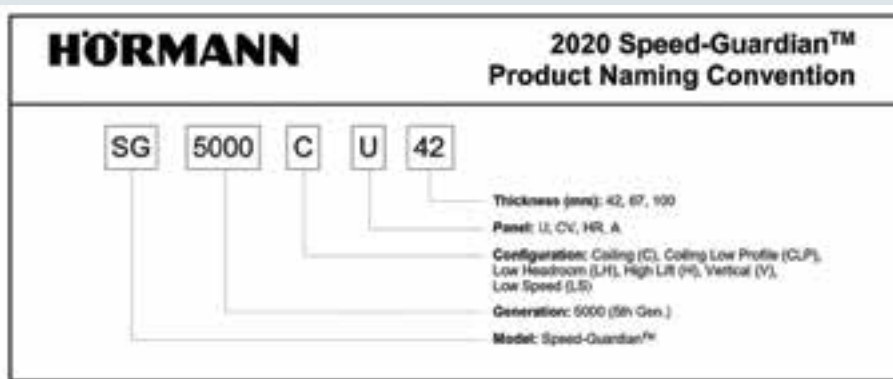 HÖRMANN
2020 Speed-Guardian™
Product Naming Convention
SG 5000 C U 42
Thickness (mm): 42, 67, 100
Panel: U, CV, HR, A
Configuration: Coiling (C), Coiling Low Profile (CLP),
Low Headroom (LH), High Lift (H), Vertical (V),
Low Speed (LS)
Generation: 5000 (5th Gen.)
Model: Speed-Guardian™